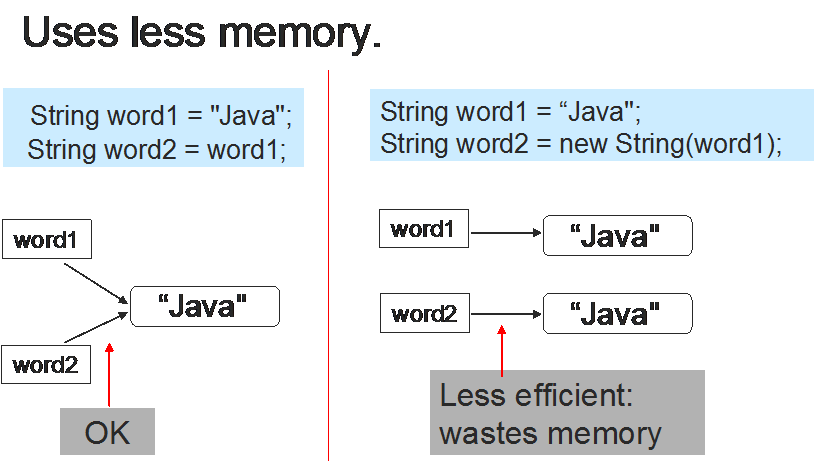 Uses less memory.
String word1 = "Java";
String word2 = word1;
word1
“Java"
word2
OK
String word1 = “Java";
String word2 = new String(word1);
word1
“Java"
word2
“Java"
Less efficient:
wastes memory